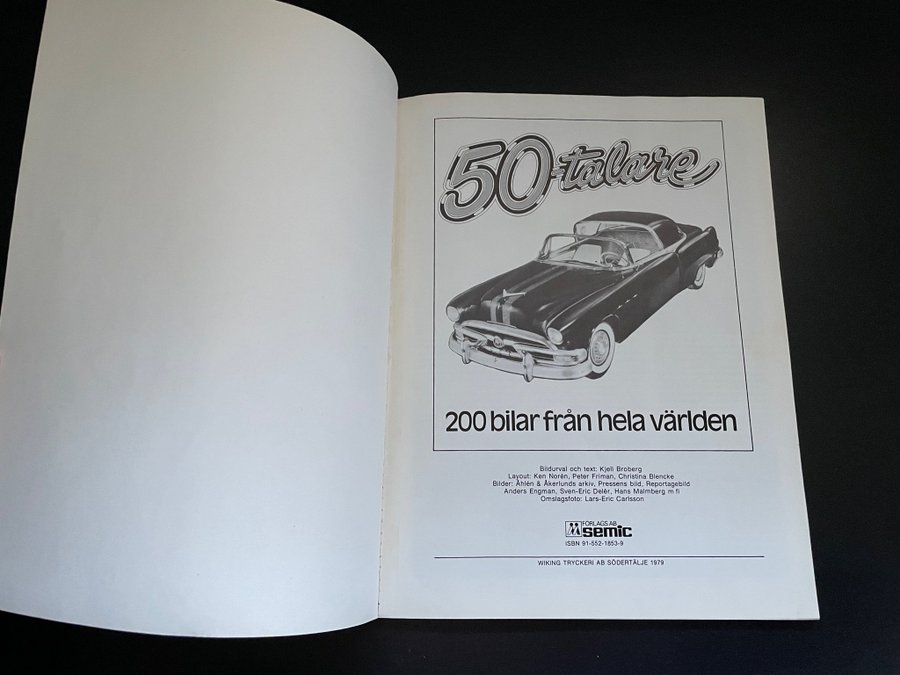 50-talare
200 bilar från hela världen
Bildurval och text: Kjell Broberg
Layout: Ken Norén, Peter Friman, Christina Blencke
Bilder: Åhlén & Åkerlunds arkiv, Pressens bild, Reportagebild
Anders Engman, Sven-Eric Delér, Hans Malmberg m fl
Omslagsfoto: Lars-Eric Carlsson
FÖRLAGS AB
semic
ISBN 91-552-1853-9
WIKING TRYCKERI AB SÖDERTÄLJE 1979